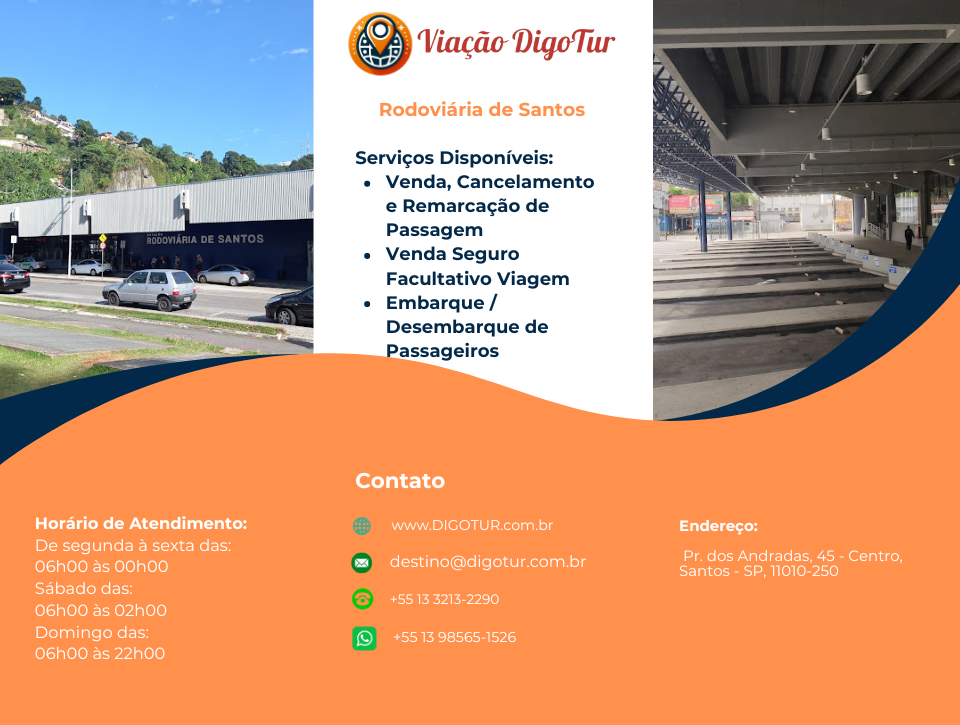 Viação DigoTur
Rodoviária de Santos
Serviços Disponíveis:
• Venda, Cancelamento
e Remarcação de
Passagem
• Venda Seguro
Facultativo Viagem
• Embarque /
Desembarque de
Passageiros
RODOVIÁRIA DE SANTOS
Horário de Atendimento:
De segunda à sexta das:
06h00 às 00h00
Sábado das:
06h00 às 02h00
Domingo das:
06h00 às 22h00
Contato
www.DIGOTUR.com.br
destino@digotur.com.br
+55 13 3213-2290
+55 13 98565-1526
Endereço:
Pr. dos Andradas, 45 - Centro,
Santos - SP, 11010-250